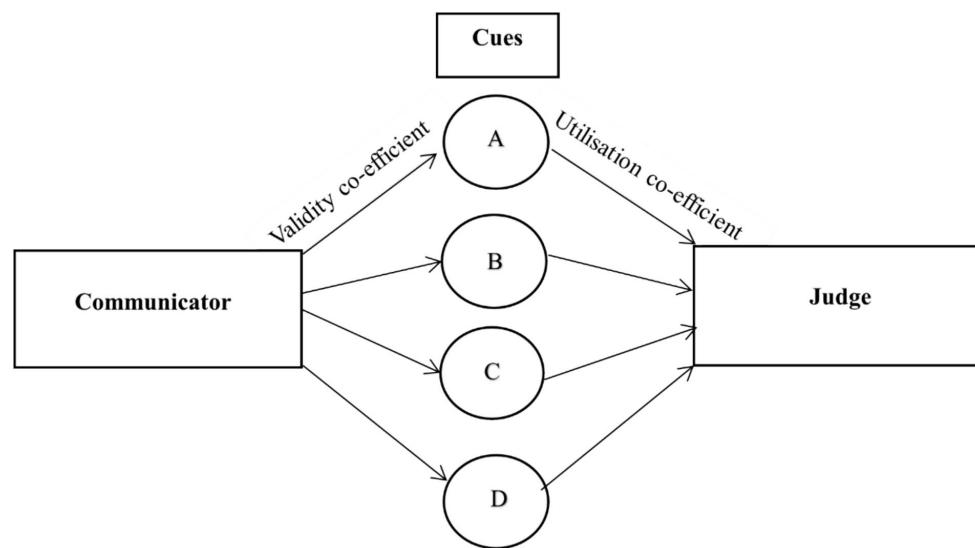 Cues
A
Validity co-efficient
Utilisation co-efficient
B
Communicator
Judge
C
D